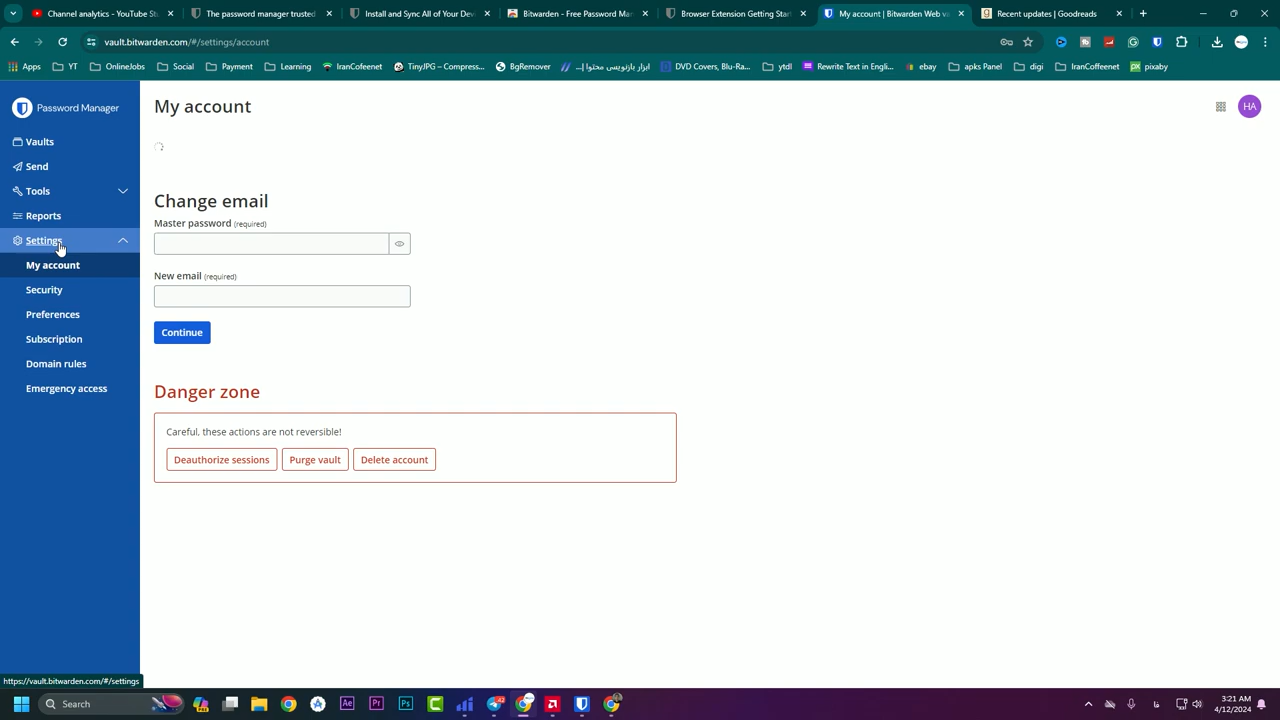 Channel analytics - YouTube St
The password manager trusted
Install and Sync All of Your Dev
Bitwarden - Free Password Ma
Browser Extension Getting Star
My account | Bitwarden Web va
Recent updates | Goodreads
vault.bitwarden.com/#/settings/account
Apps
YT
OnlineJobs
Social
Payment
Learning
IranCofeenet
TinyJPG – Compress...
BgRemover
ابزار بازنویسی محتوا |...
DVD Covers, Blu-Ra...
ytdl
Rewrite Text in Engli...
ebay
apks Panel
digi
IranCoffeenet
pixaby
Password Manager
Vaults
Send
Tools
Reports
Settings
My account
Security
Preferences
Subscription
Domain rules
Emergency access
My account
HA
Change email
Master password (required)
New email (required)
Continue
Danger zone
Careful, these actions are not reversible!
Deauthorize sessions
Purge vault
Delete account
https://vault.bitwarden.com/#/settings
Search
Ae
Pr
Ps
فا
3:21 AM
4/12/2024